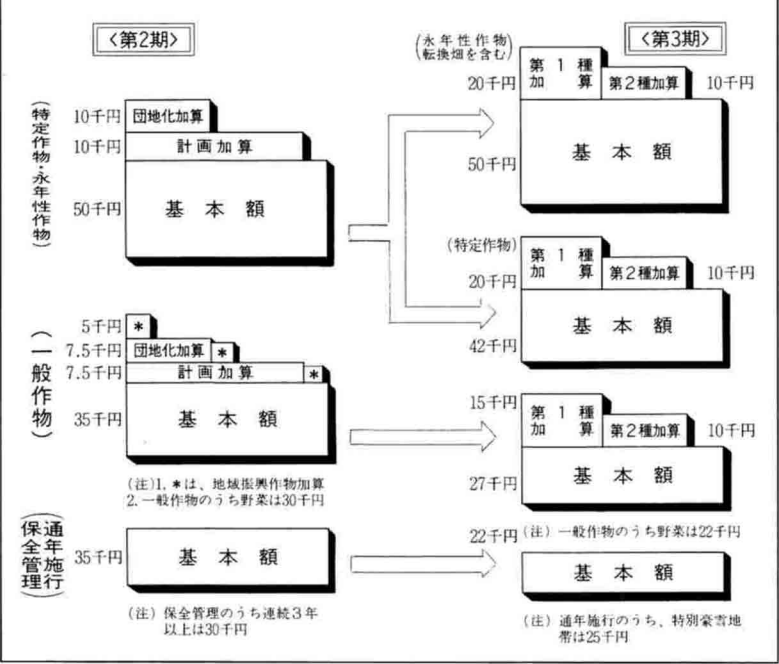 〈第2期〉
(特定作物・永年性作物)
10千円 団地化加算
10千円 計画加算
50千円 基本額
(一般作物)
5千円 *
7.5千円 団地化加算 *
7.5千円 計画加算 *
35千円 基本額
(注)1. *は、地域振興作物加算
2. 一般作物のうち野菜は30千円
(通年施行
保全管理)
35千円 基本額
(注) 保全管理のうち連続3年
以上は30千円
〈第3期〉
(永年性作物
転換畑を含む)
20千円 第1種
加算 第2種加算 10千円
50千円 基本額
(特定作物)
20千円 第1種
加算 第2種加算 10千円
42千円 基本額
15千円 第1種
加算 第2種加算 10千円
27千円 基本額
(注) 一般作物のうち野菜は22千円
22千円 基本額
(注) 通年施行のうち、特別豪雪地
帯は25千円